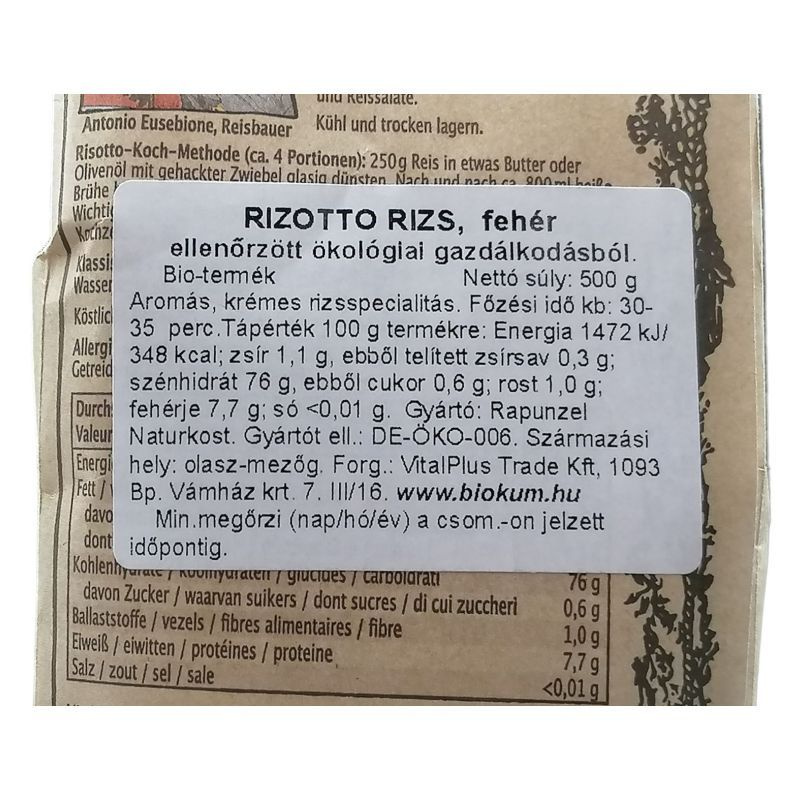 und Reissalate.
Antonio Eusebione, Reisbauer
Kühl und trocken lagern.
Risotto-Koch-Methode (ca. 4 Portionen): 250g Reis in etwas Butter oder
Olivenöl mit gehackter Zwiebel glasig dünsten. Nach und nach ca. 800 ml heiße
Brühe
RIZOTTO RIZS, fehér
ellenőrzött ökológiai gazdálkodásból.
Bio-termék Nettó súly: 500 g
Aromás, krémes rizsspecialitás. Főzési idő kb: 30-
35 perc.Tápérték 100 g termékre: Energia 1472 kJ/
348 kcal; zsír 1,1 g, ebből telített zsírsav 0,3 g;
szénhidrát 76 g, ebből cukor 0,6 g; rost 1,0 g;
fehérje 7,7 g; só <0,01 g. Gyártó: Rapunzel
Naturkost. Gyártót ell.: DE-ÖKO-006. Származási
hely: olasz-mezőg. Forg.: VitalPlus Trade Kft, 1093
Bp. Vámház krt. 7. III/16. www.biokum.hu
Min.megőrzi (nap/hó/év) a csom.-on jelzett
időpontig.
Fett /
davo
dont
Kohlenhydrate / koolhydraten / glucides / carboidrati 76 g
davon Zucker / waarvan suikers / dont sucres / di cui zuccheri 0,6 g
Ballaststoffe / vezels / fibres alimentaires / fibre 1,0 g
Eiweiß / eiwitten / protéines / proteine 7,7 g
Salz / zout / sel / sale <0,01 g